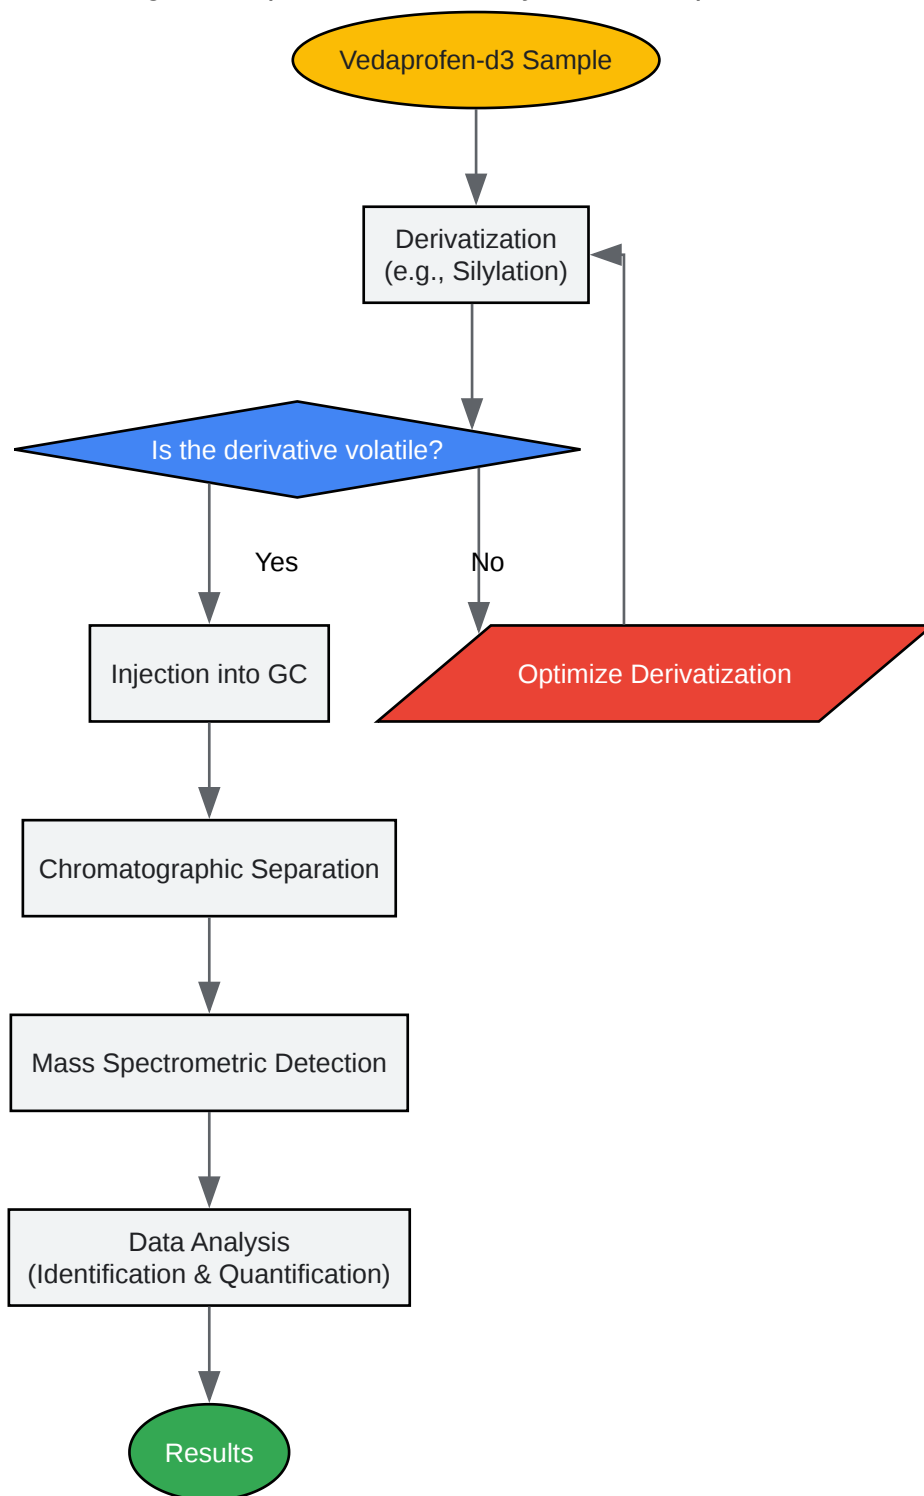 Vedaprofen-d3 Sample
Derivatization
(e.g., Silylation)
Is the derivative volatile?
Yes
No
Injection into GC
Optimize Derivatization
Chromatographic Separation
Mass Spectrometric Detection
Data Analysis
(Identification & Quantification)
Results